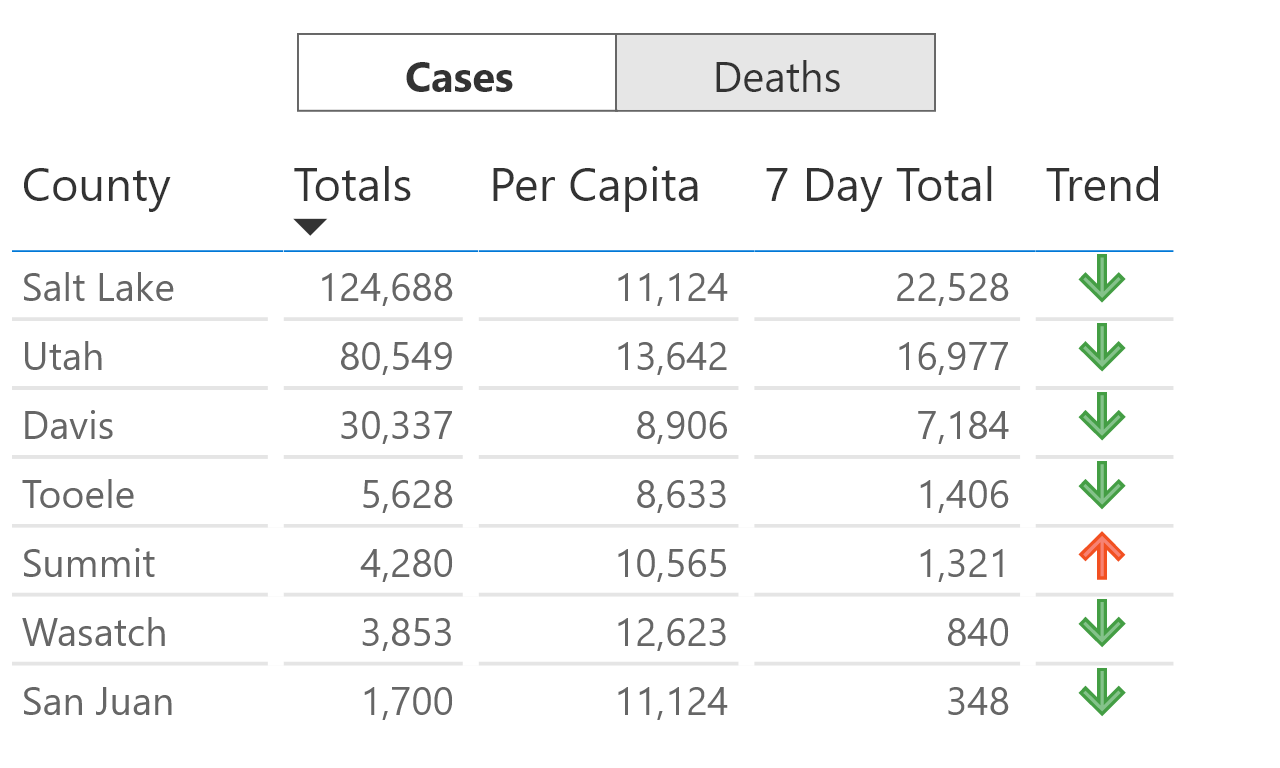 Cases Deaths
County Totals Per Capita 7 Day Total Trend
Salt Lake 124,688 11,124 22,528
Utah 80,549 13,642 16,977
Davis 30,337 8,906 7,184
Tooele 5,628 8,633 1,406
Summit 4,280 10,565 1,321
Wasatch 3,853 12,623 840
San Juan 1,700 11,124 348